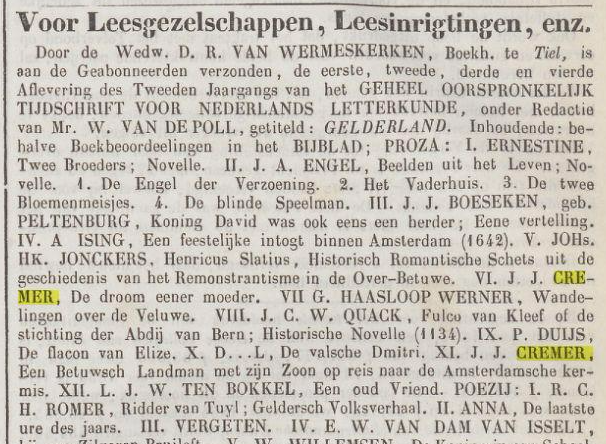 Voor Leesgezelschappen, Leesinrigtingen, enz.
Door de Wedw. D. R. VAN WERMESKERKEN, Boekh. te Tiel, is
aan de Geabonneerden verzonden, de eerste, tweede, derde en vierde
Aflevering des Tweeden Jaargangs van het GEHEEL OORSPRONKELIJK
TIJDSCHRIFT VOOR NEDERLANDS LETTERKUNDE, onder Redactie
van Mr. W. VAN DE POLL, getiteld: GELDERLAND. Inhoudende: be-
halve Boekbeoordeelingen in het BIJBLAD; PROZA: I. ERNESTINE,
Twee Broeders; Novelle. II. J. A. ENGEL, Beelden uit het Leven; No-
velle. 1. De Engel der Verzoening. 2. Het Vaderhuis. 3. De twee
Bloemenmeisjes. 4. De blinde Speelman. III. J. J. BOESEKEN, geb.
PELTENBURG, Koning David was ook eens een herder; Eene vertelling.
IV. A ISING, Een feestelijke intogt binnen Amsterdam (1642). V. JOHs.
HK. JONCKERS, Henricus Slatius, Historisch Romantische Schets uit de
geschiedenis van het Remonstrantisme in de Over-Betuwe. VI. J. J. CRE-
MER, De droom eener moeder. VII G. HAASLOOP WERNER, Wande-
lingen over de Veluwe. VIII. J. C. W. QUACK, Fulco van Kleef of de
stichting der Abdij van Bern; Historische Novelle (1134). IX. P. DUIJS,
De flacon van Elize. X. D...L, De valsche Dmitri. XI. J. J. CREMER,
Een Betuwsch Landman met zijn Zoon op reis naar de Amsterdamsche ker-
mis. XII. L. J. W. TEN BOKKEL, Een oud Vriend. POEZIJ: I. R. C.
H. ROMER, Ridder van Tuyl; Geldersch Volksverhaal. II. ANNA, De laatste
ure des jaars. III. VERGETEN. IV. E. W. VAN DAM VAN ISSELT,